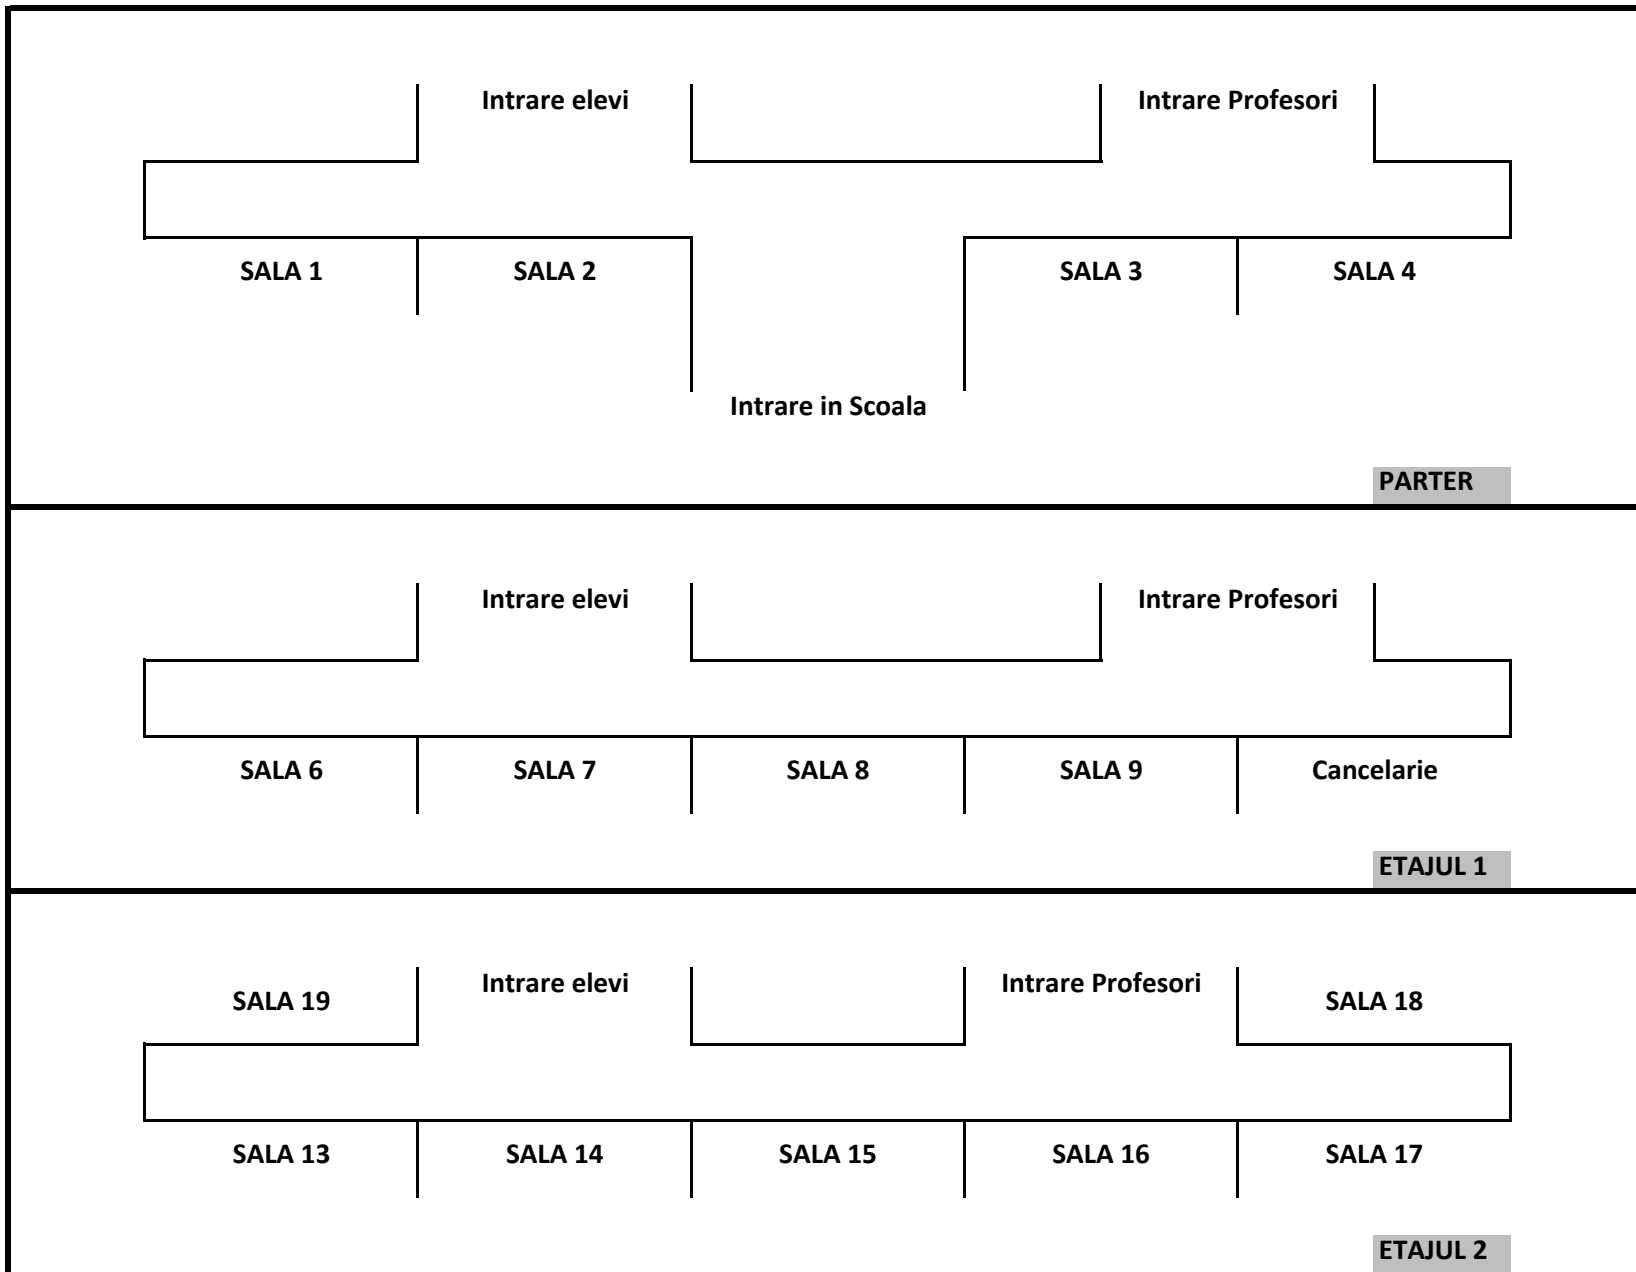 Intrare elevi
Intrare Profesori
SALA 1
SALA 2
SALA 3
SALA 4
Intrare in Scoala
PARTER
Intrare elevi
Intrare Profesori
SALA 6
SALA 7
SALA 8
SALA 9
Cancelarie
ETAJUL 1
Intrare elevi
Intrare Profesori
SALA 19
SALA 18
SALA 13
SALA 14
SALA 15
SALA 16
SALA 17
ETAJUL 2